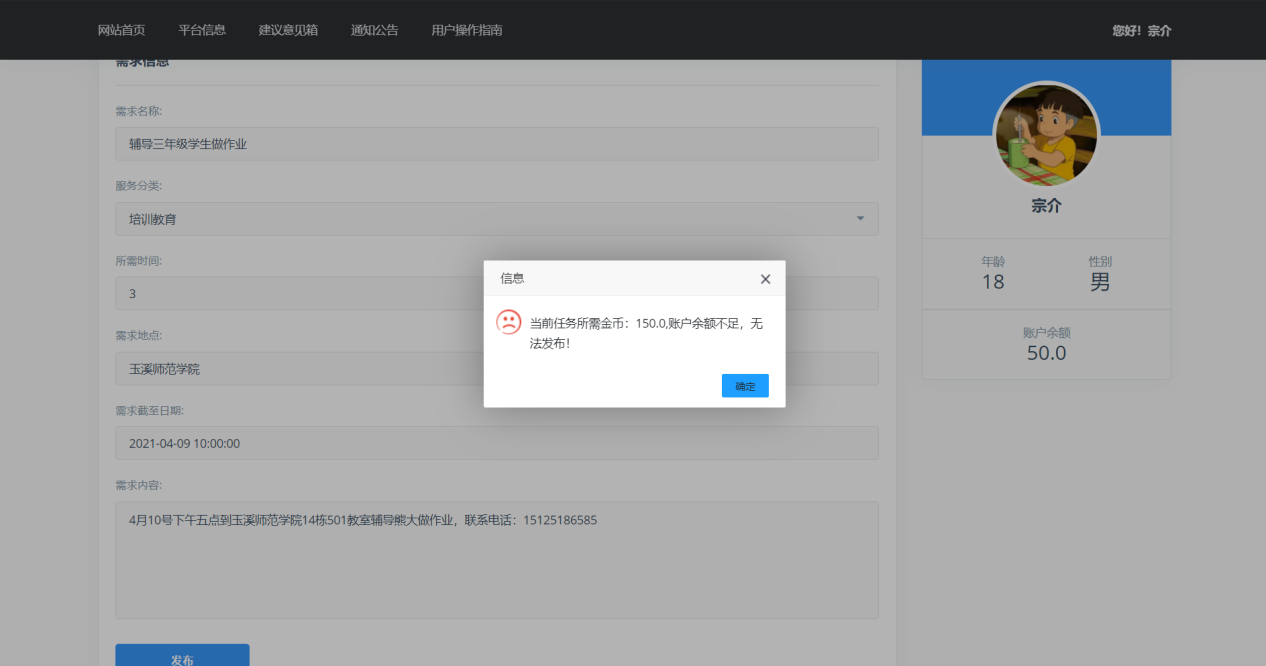 网站首页 平台信息 建议意见箱 通知公告 用户操作指南 您好！宗介
需求信息
需求名称:
辅导三年级学生做作业
服务分类:
培训教育
所需时间:
3
需求地点:
玉溪师范学院
需求截至日期:
2021-04-09 10:00:00
需求内容:
4月10号下午五点到玉溪师范学院14栋501教室辅导熊大做作业，联系电话：15125186585
发布
信息
当前任务所需金币：150.0,账户余额不足，无
法发布！
确定
宗介
年龄 性别
18 男
账户余额
50.0